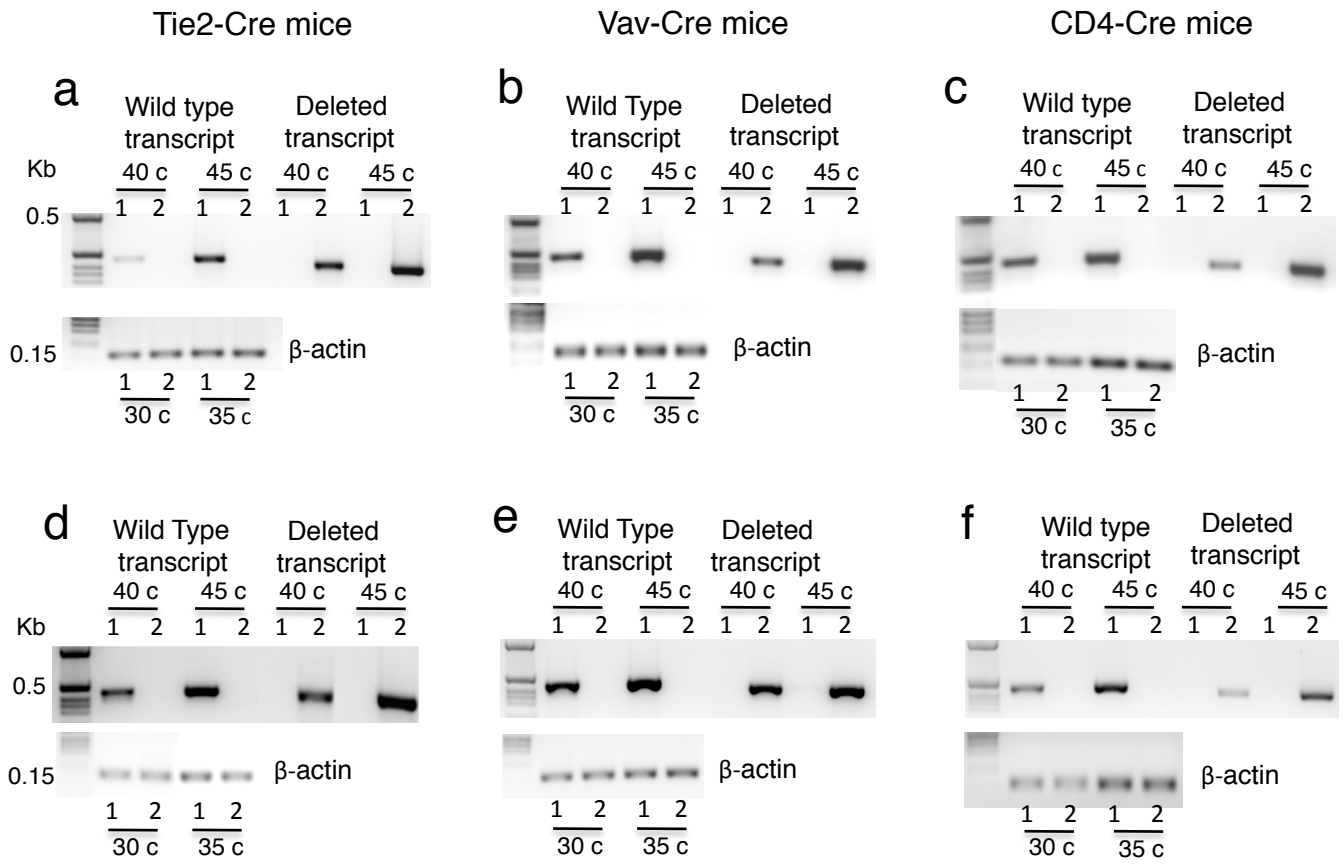 Tie2-Cre mice
Vav-Cre mice
CD4-Cre mice
a
Wild type
transcript
Deleted
transcript
Kb
40 c
45 c
40 c
45 c
1 2 1 2 1 2 1 2
0.5
0.15
β-actin
1 2 1 2
30 c
35 c
b
Wild Type
transcript
Deleted
transcript
40 c
45 c
40 c
45 c
1 2 1 2 1 2 1 2
β-actin
1 2 1 2
30 c
35 c
c
Wild type
transcript
Deleted
transcript
40 c
45 c
40 c
45 c
1 2 1 2 1 2 1 2
β-actin
1 2 1 2
30 c
35 c
d
Wild Type
transcript
Deleted
transcript
40 c
45 c
40 c
45 c
Kb
1 2 1 2 1 2 1 2
0.5
0.15
β-actin
1 2 1 2
30 c
35 c
e
Wild Type
transcript
Deleted
transcript
40 c
45 c
40 c
45 c
1 2 1 2 1 2 1 2
β-actin
1 2 1 2
30 c
35 c
f
Wild type
transcript
Deleted
transcript
40 c
45 c
40 c
45 c
1 2 1 2 1 2 1 2
β-actin
1 2 1 2
30 c
35 c